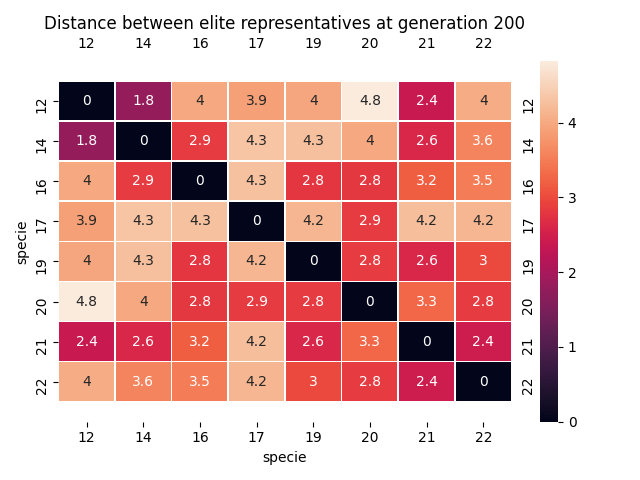 Distance between elite representatives at generation 200
12 14 16 17 19 20 21 22
12 0 1.8 4 3.9 4 4.8 2.4 4 12
14 1.8 0 2.9 4.3 4.3 4 2.6 3.6 14
16 4 2.9 0 4.3 2.8 2.8 3.2 3.5 16
17 3.9 4.3 4.3 0 4.2 2.9 4.2 4.2 17
19 4 4.3 2.8 4.2 0 2.8 2.6 3 19
20 4.8 4 2.8 2.9 2.8 0 3.3 2.8 20
21 2.4 2.6 3.2 4.2 2.6 3.3 0 2.4 21
22 4 3.6 3.5 4.2 3 2.8 2.4 0 22
12 14 16 17 19 20 21 22
specie
specie
4
3
2
1
0